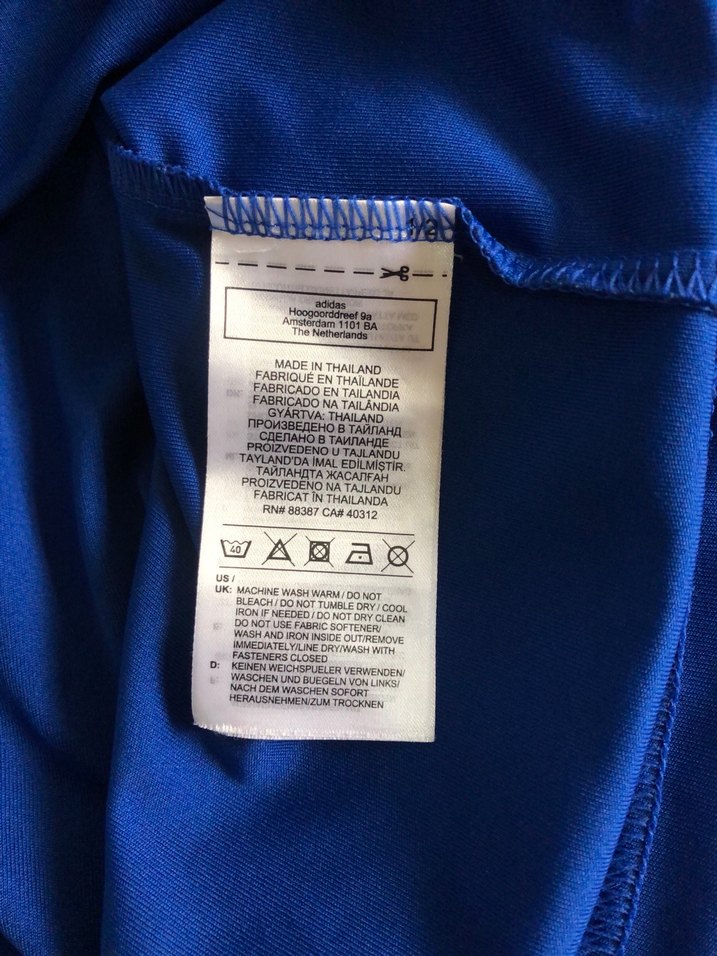 1/2
adidas
Hoogoorddreef 9a
Amsterdam 1101 BA
The Netherlands
MADE IN THAILAND
FABRIQUÉ EN THAÏLANDE
FABRICADO EN TAILANDIA
FABRICADO NA TAILÂNDIA
GYÁRTVA: THAILAND
ПРОИЗВЕДЕНО В ТАЙЛАНД
СДЕЛАНО В ТАИЛАНДЕ
PROIZVEDENO U TAJLANDU
TAYLAND'DA İMAL EDİLMİŞTİR.
ТАЙЛАНДТА ЖАСАЛҒАН
PROIZVEDENO NA TAJLANDU
FABRICAT ÎN THAILANDA
RN# 88387 CA# 40312
40
US /
UK: MACHINE WASH WARM / DO NOT
BLEACH / DO NOT TUMBLE DRY / COOL
IRON IF NEEDED / DO NOT DRY CLEAN
DO NOT USE FABRIC SOFTENER/
WASH AND IRON INSIDE OUT/REMOVE
IMMEDIATELY/LINE DRY/WASH WITH
FASTENERS CLOSED
D: KEINEN WEICHSPUELER VERWENDEN/
WASCHEN UND BUEGELN VON LINKS/
NACH DEM WASCHEN SOFORT
HERAUSNEHMEN/ZUM TROCKNEN